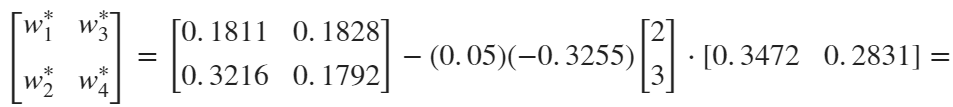 [w₁* w₃*; w₂* w₄*] = [0.1811 0.1828; 0.3216 0.1792] − (0.05)(−0.3255)[2; 3] · [0.3472 0.2831] =